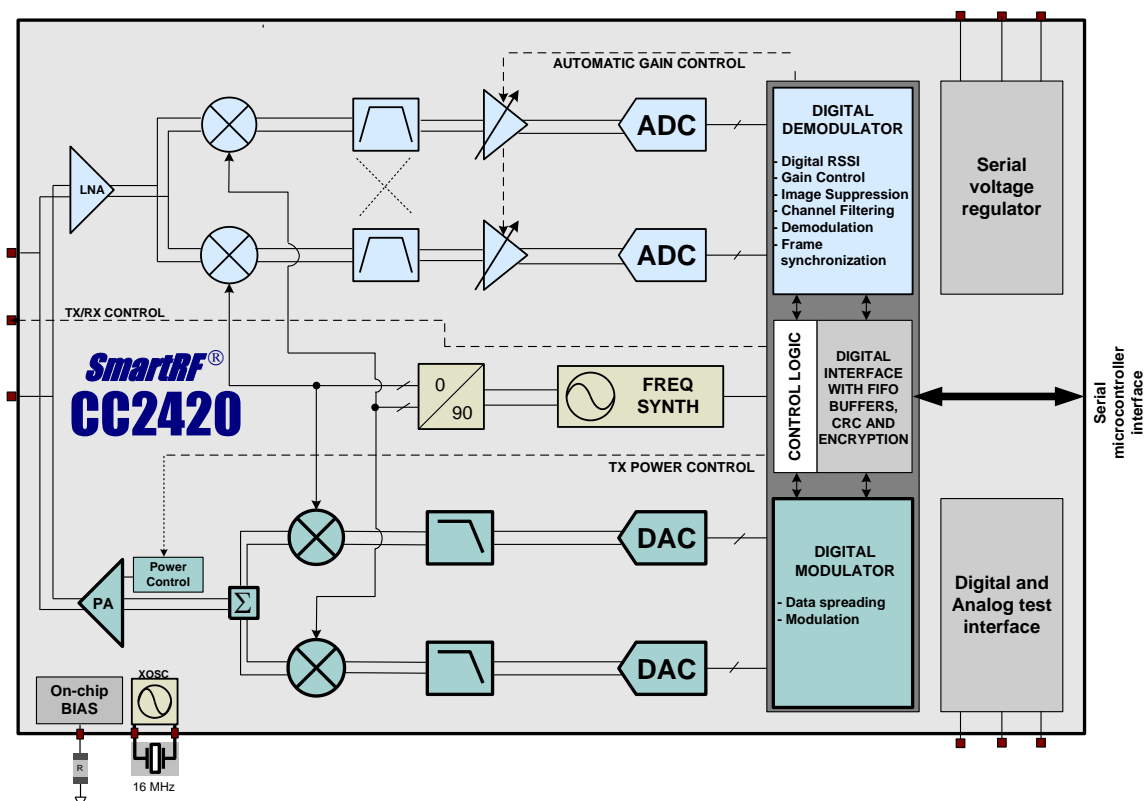 AUTOMATIC GAIN CONTROL
LNA
ADC
ADC
DIGITAL
DEMODULATOR
- Digital RSSI
- Gain Control
- Image Suppression
- Channel Filtering
- Demodulation
- Frame
synchronization
Serial
voltage
regulator
TX/RX CONTROL
SmartRF®
CC2420
0
90
FREQ
SYNTH
CONTROL LOGIC
DIGITAL
INTERFACE
WITH FIFO
BUFFERS,
CRC AND
ENCRYPTION
Serial
microcontroller
interface
TX POWER CONTROL
Power
Control
PA
Σ
DAC
DAC
DIGITAL
MODULATOR
- Data spreading
- Modulation
Digital and
Analog test
interface
On-chip
BIAS
XOSC
R
16 MHz